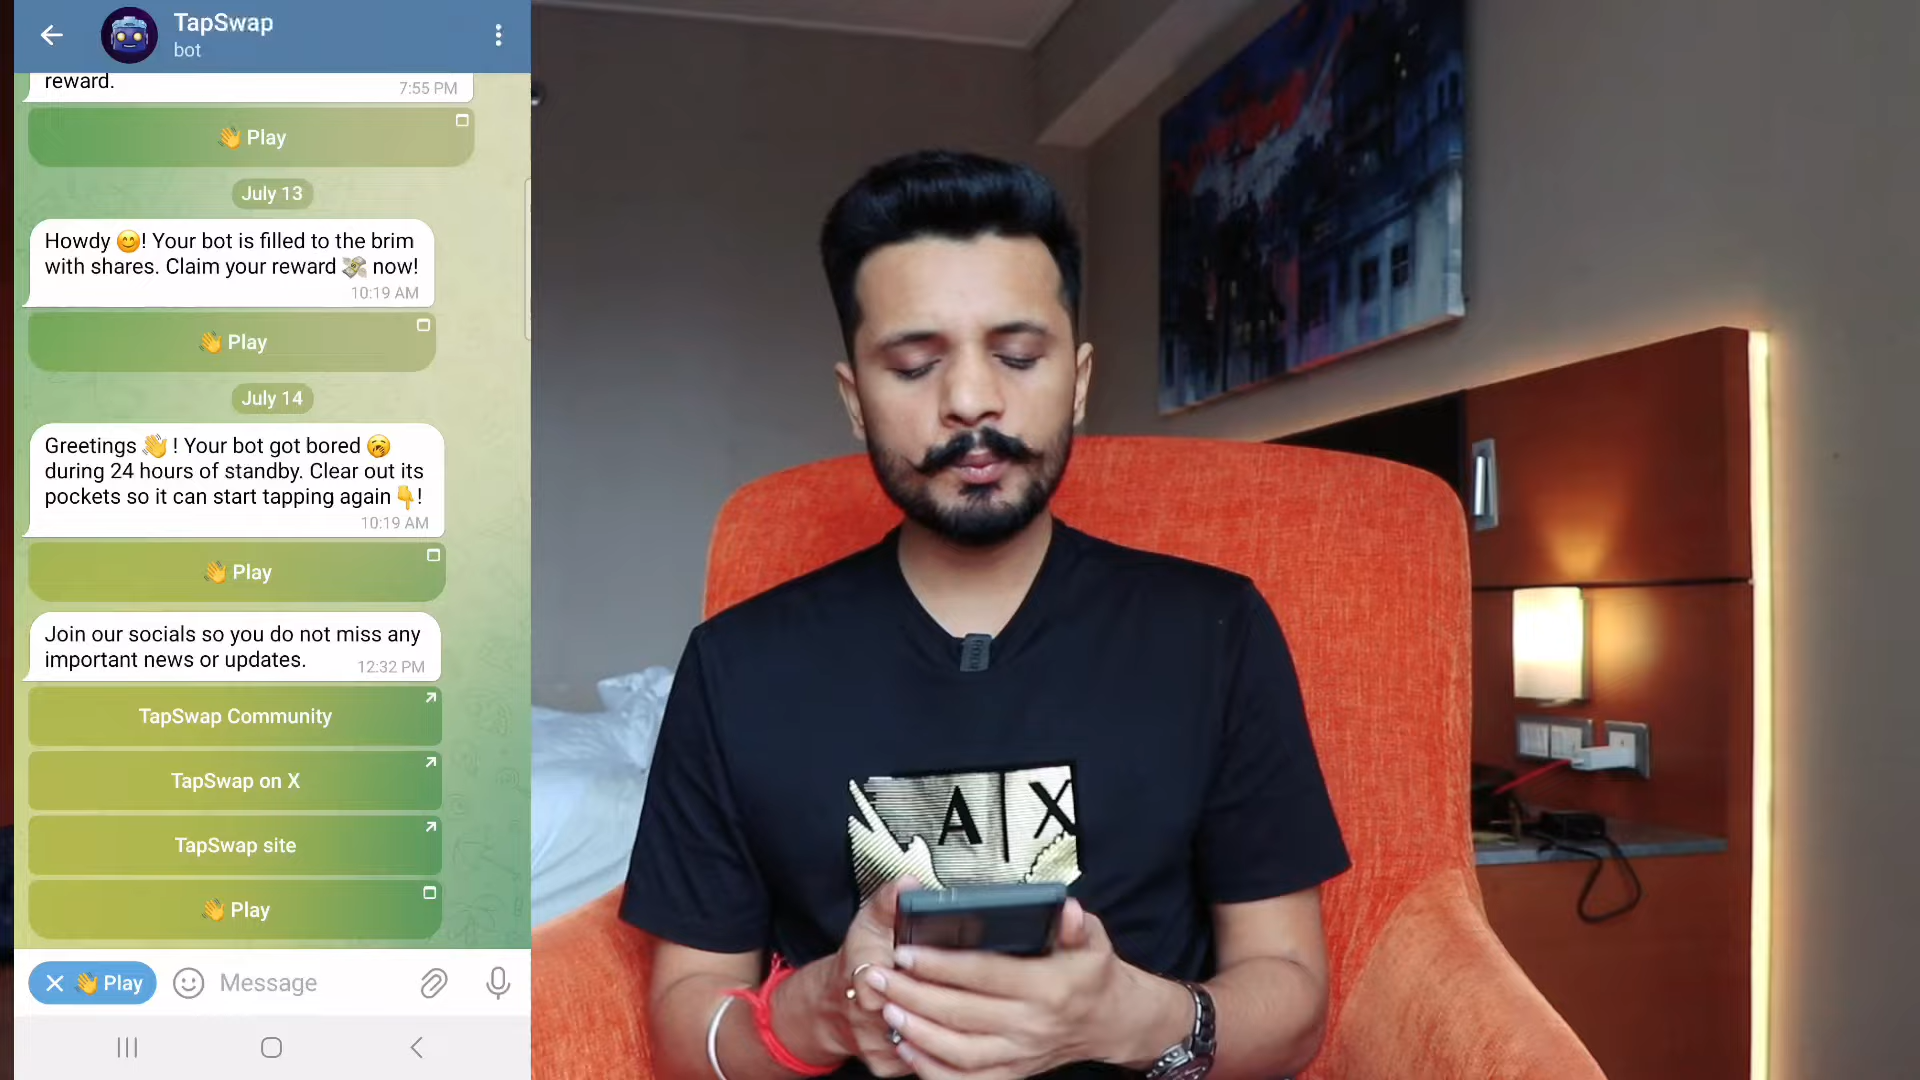 TapSwap
bot
reward.
7:55 PM
👋 Play
July 13
Howdy 😊! Your bot is filled to the brim
with shares. Claim your reward 💸 now!
10:19 AM
👋 Play
July 14
Greetings 👋 ! Your bot got bored 🥱
during 24 hours of standby. Clear out its
pockets so it can start tapping again 👇!
10:19 AM
👋 Play
Join our socials so you do not miss any
important news or updates.
12:32 PM
TapSwap Community
TapSwap on X
TapSwap site
👋 Play
👋 Play
Message
A|X